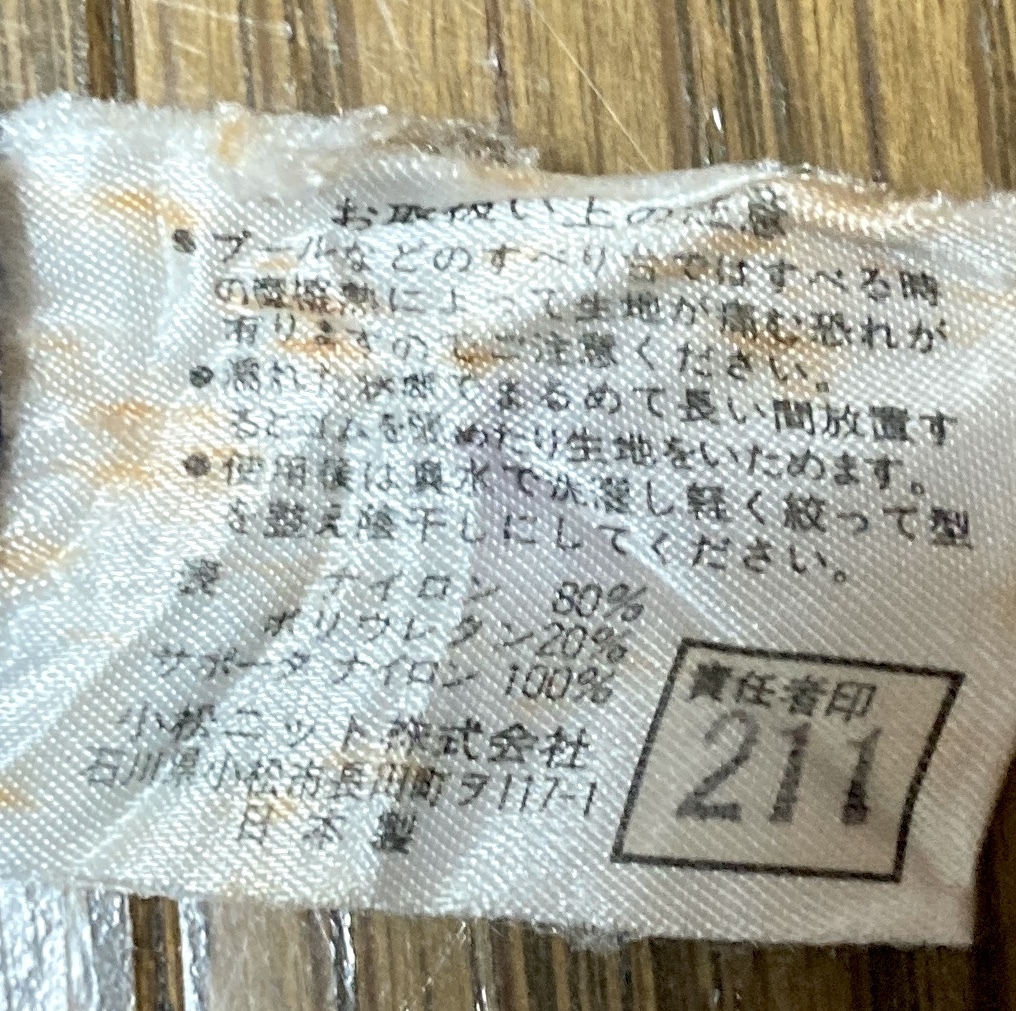 お取扱い上の注意
● プールなどのすべり台ではすべる時
の摩擦熱によって生地が痛む恐れが
有りますのでご注意ください。
● 濡れた状態でまるめて長い間放置す
るとゴムを弱めたり生地をいためます。
● 使用後は真水で洗濯し軽く絞って型
を整え陰干しにしてください。
表 ナイロン 80%
ポリウレタン20%
サポータ ナイロン 100%
小松ニット株式会社
石川県小松市長田町ヲ117-1
日本製
責任者印
211